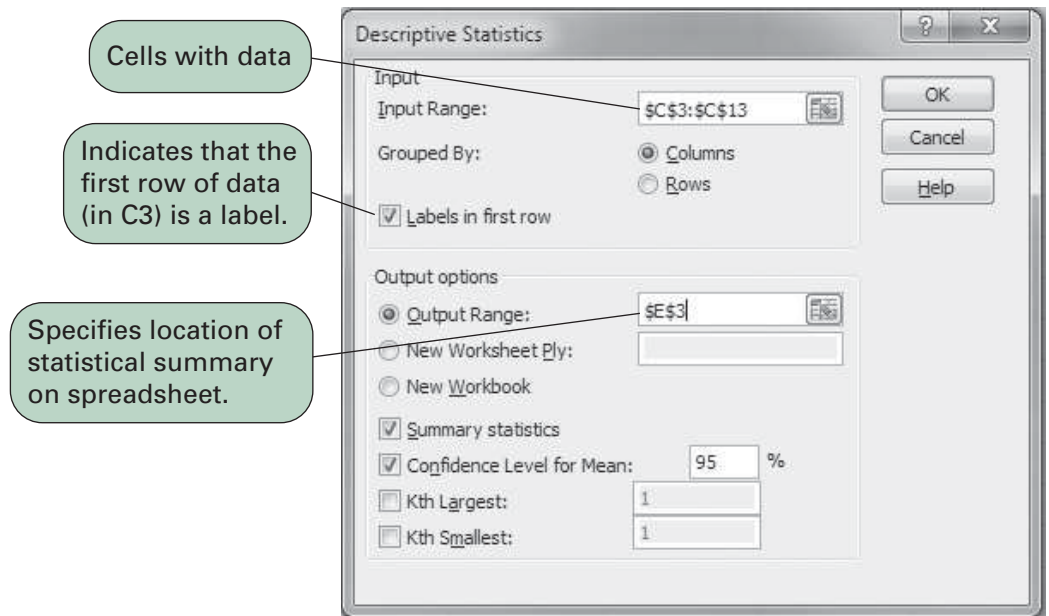 Cells with data
Indicates that the
first row of data
(in C3) is a label.
Specifies location of
statistical summary
on spreadsheet.
Descriptive Statistics
?
X
Input
Input Range:
$C$3:$C$13
Grouped By:
Columns
Rows
Labels in first row
OK
Cancel
Help
Output options
Output Range:
$E$3
New Worksheet Ply:
New Workbook
Summary statistics
Confidence Level for Mean:
95 %
Kth Largest:
1
Kth Smallest:
1